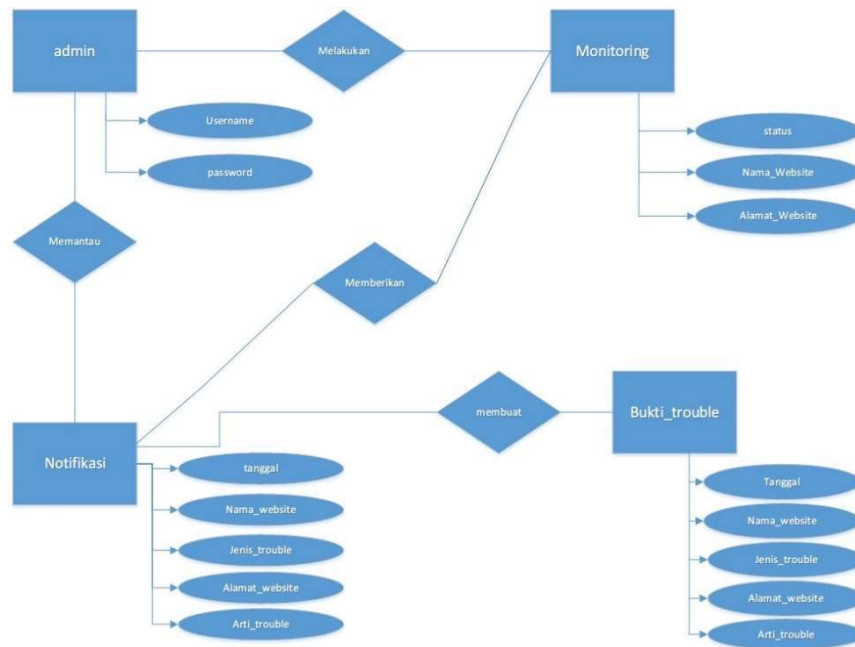 admin
Melakukan
Monitoring
Username
password
status
Nama_Website
Alamat_Website
Memantau
Memberikan
membuat
Bukti_trouble
Notifikasi
tanggal
Nama_website
Jenis_trouble
Alamat_website
Arti_trouble
Tanggal
Nama_website
Jenis_trouble
Alamat_website
Arti_trouble